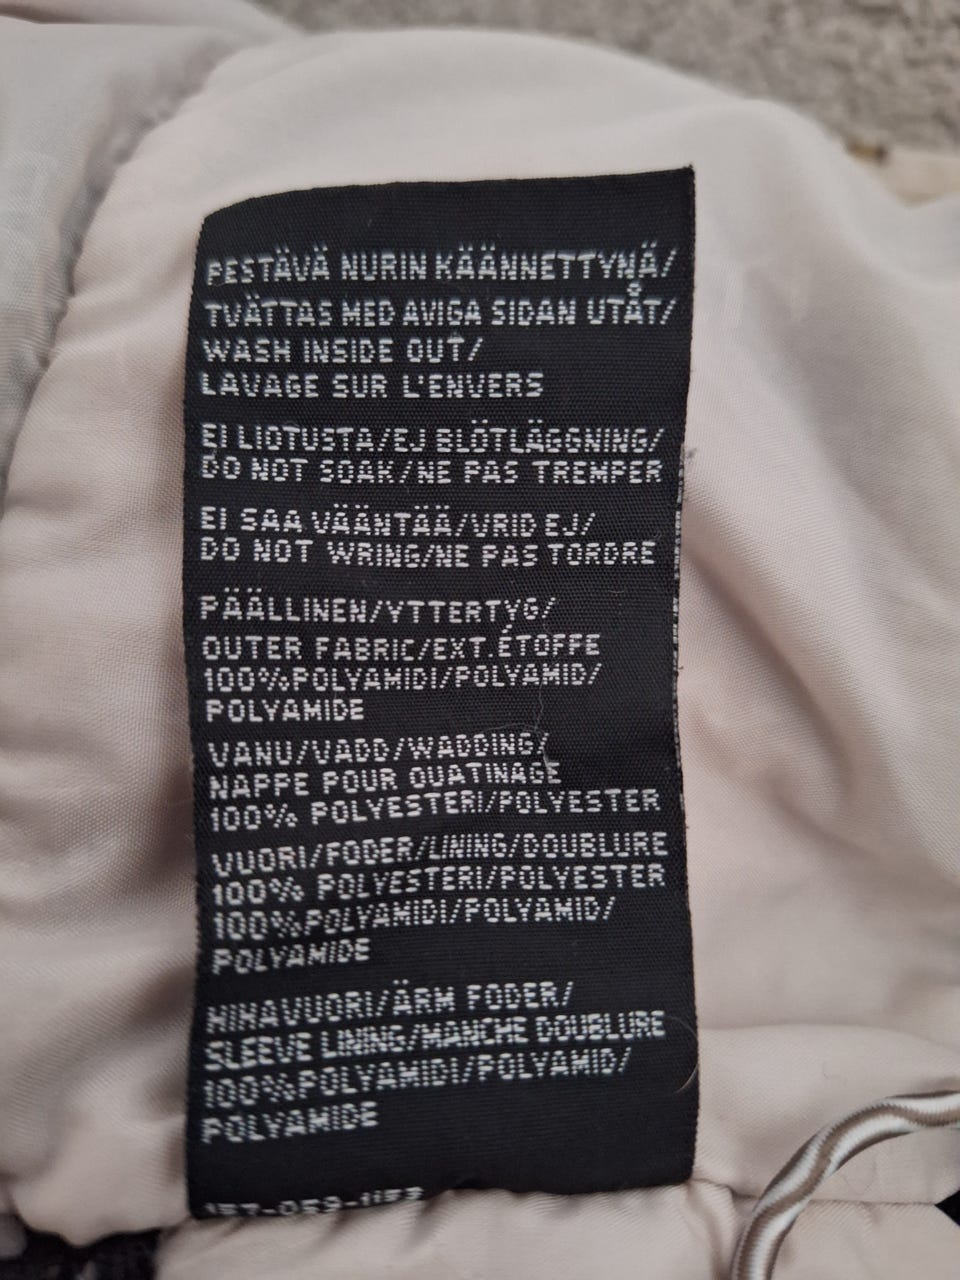 PESTÄVÄ NURIN KÄÄNNETTYNÄ/
TVÄTTAS MED AVIGA SIDAN UTÅT/
WASH INSIDE OUT/
LAVAGE SUR L'ENVERS
EI LIOTUSTA/EJ BLÖTLÄGGNING/
DO NOT SOAK/NE PAS TREMPER
EI SAA VÄÄNTÄÄ/VRID EJ/
DO NOT WRING/NE PAS TORDRE
PÄÄLLINEN/YTTERTYG/
OUTER FABRIC/EXT.ÉTOFFE
100%POLYAMIDI/POLYAMID/
POLYAMIDE
VANU/VADD/WADDING/
NAPPE POUR OUATINAGE
100% POLYESTERI/POLYESTER
VUORI/FODER/LINING/DOUBLURE
100% POLYESTERI/POLYESTER
100%POLYAMIDI/POLYAMID/
POLYAMIDE
HIHAVUORI/ÄRM FODER/
SLEEVE LINING/MANCHE DOUBLURE
100%POLYAMIDI/POLYAMID/
POLYAMIDE